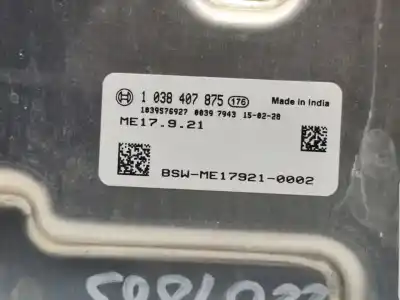 1 038 407 875 176 Made in India
1039S76927 0039 7943 15-02-28
ME17.9.21
BSW-ME17921-0002